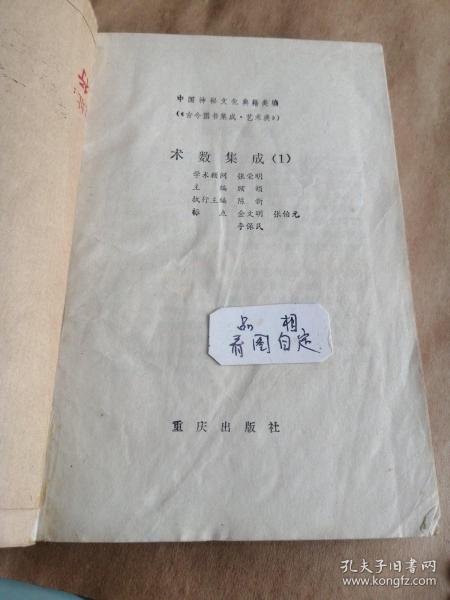 中国神秘文化典籍类编
(《古今图书集成·艺术典》)
术数集成(1)
学术顾问 张荣明
主编 顾颉
执行主编 陈新
标点 金文明 张伯元
李保民
品相
看图自定
重庆出版社
孔夫子旧书网
www.kongfz.com